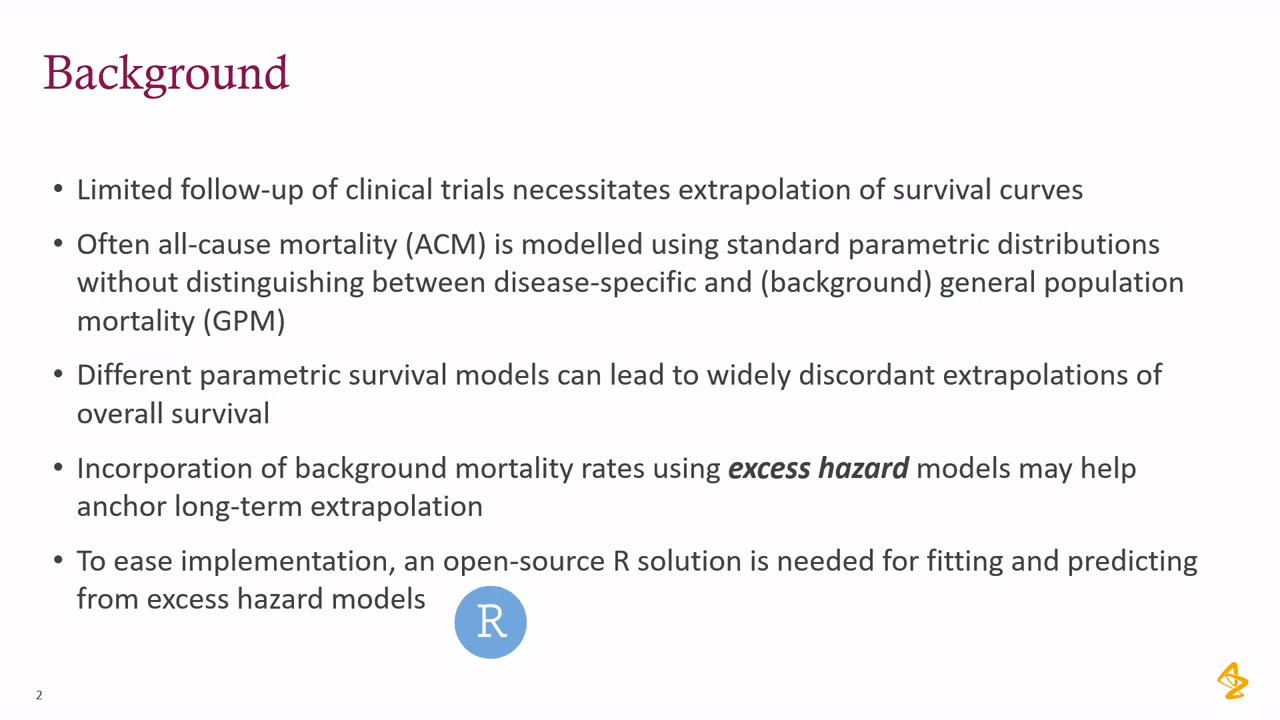 Background
• Limited follow-up of clinical trials necessitates extrapolation of survival curves
• Often all-cause mortality (ACM) is modelled using standard parametric distributions
without distinguishing between disease-specific and (background) general population
mortality (GPM)
• Different parametric survival models can lead to widely discordant extrapolations of
overall survival
• Incorporation of background mortality rates using excess hazard models may help
anchor long-term extrapolation
• To ease implementation, an open-source R solution is needed for fitting and predicting
from excess hazard models
R
2